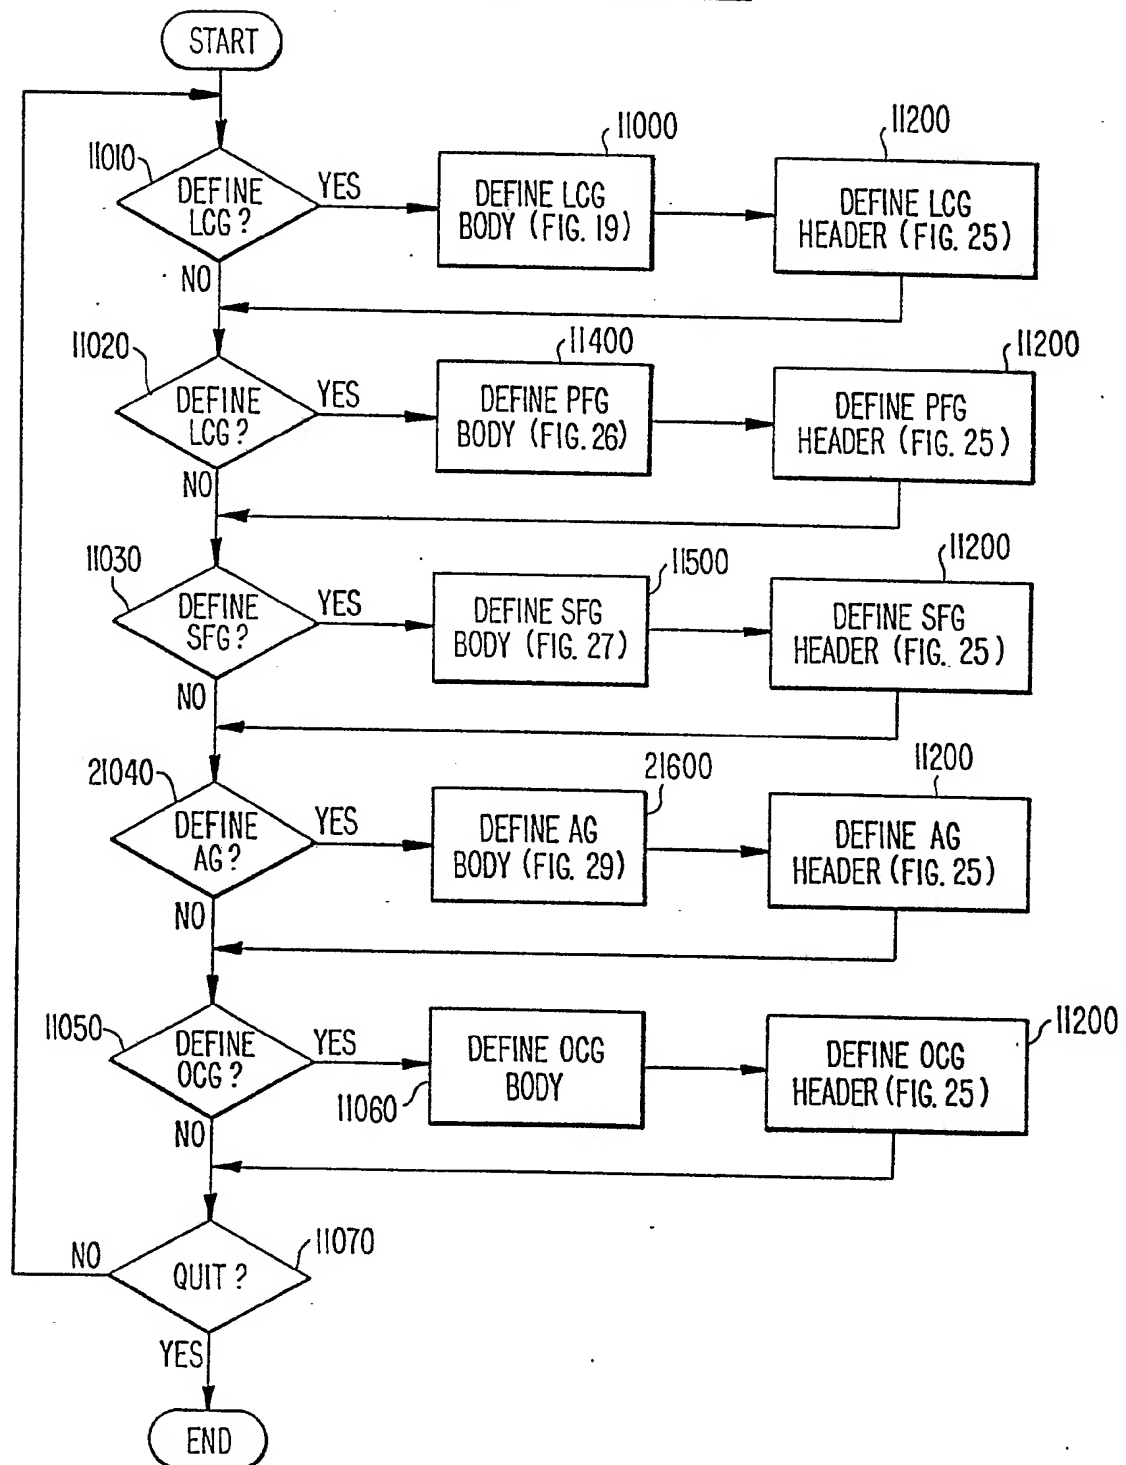 START
11010
DEFINE
LCG?
YES
NO
11000
DEFINE LCG
BODY (FIG. 19)
11200
DEFINE LCG
HEADER (FIG. 25)
11020
DEFINE
LCG?
YES
NO
11400
DEFINE PFG
BODY (FIG. 26)
11200
DEFINE PFG
HEADER (FIG. 25)
11030
DEFINE
SFG?
YES
NO
11500
DEFINE SFG
BODY (FIG. 27)
11200
DEFINE SFG
HEADER (FIG. 25)
21040
DEFINE
AG?
YES
NO
21600
DEFINE AG
BODY (FIG. 29)
11200
DEFINE AG
HEADER (FIG. 25)
11050
DEFINE
OCG?
YES
NO
11060
DEFINE OCG
BODY
11200
DEFINE OCG
HEADER (FIG. 25)
NO
11070
QUIT?
YES
END